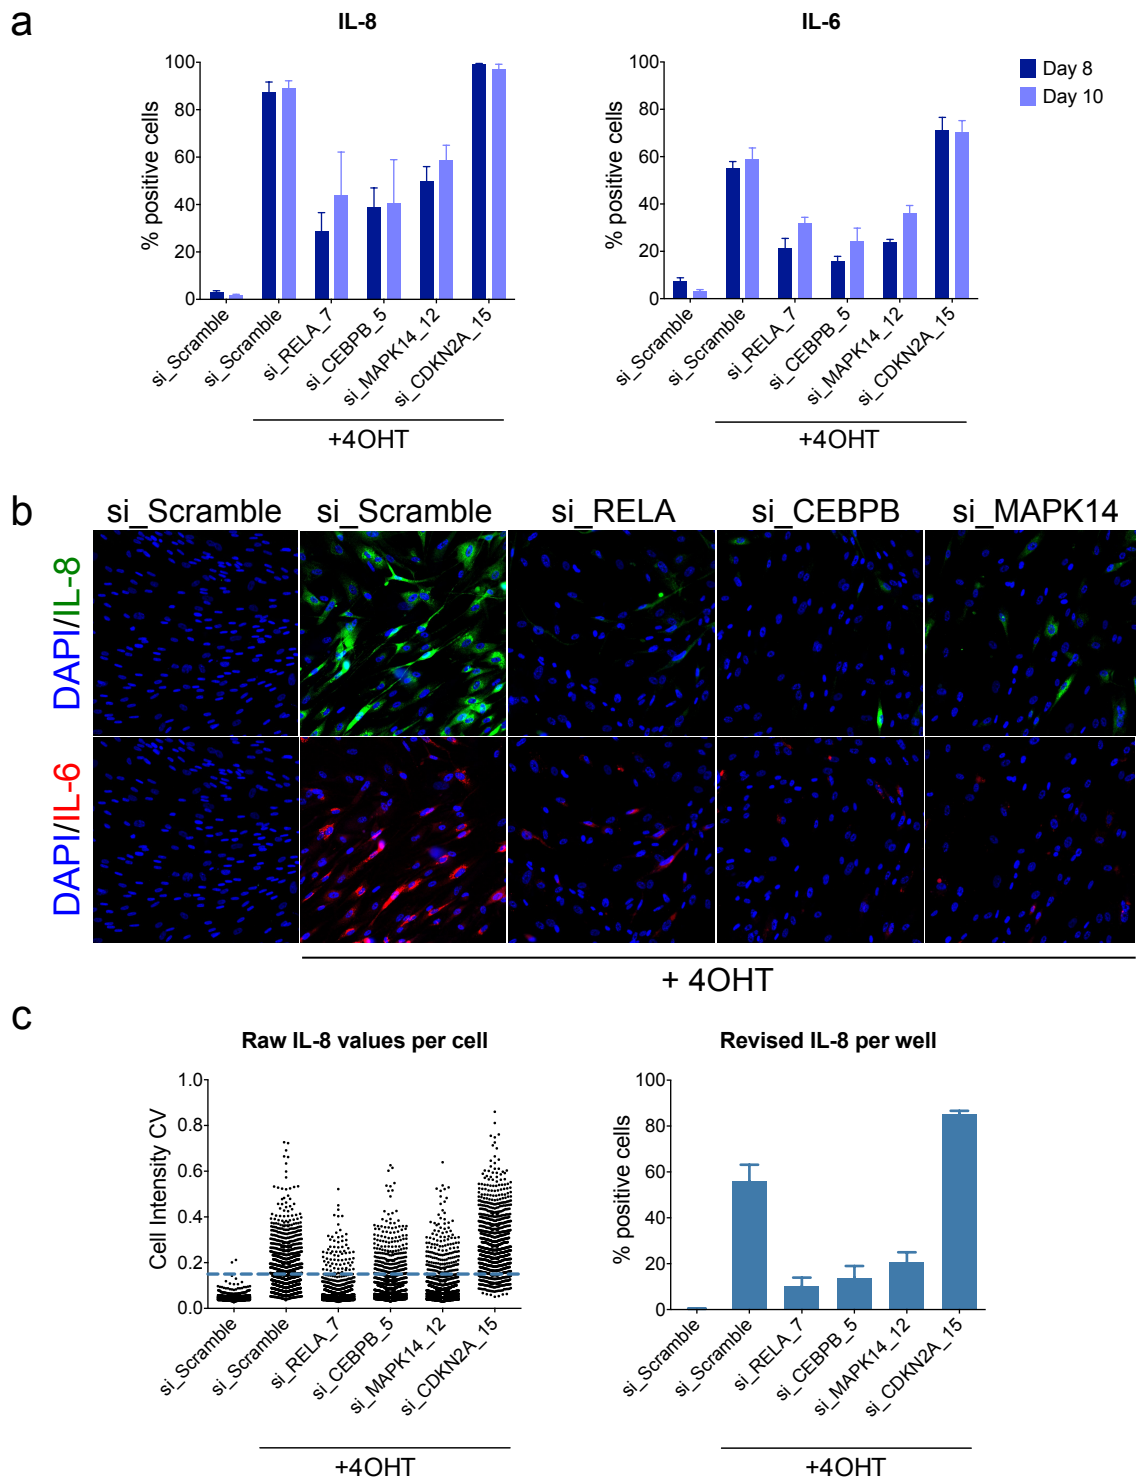 a
IL-8
IL-6
Day 8
Day 10
% positive cells
100
80
60
40
20
0
si_Scramble
si_Scramble
si_RELA_7
si_CEBPB_5
si_MAPK14_12
si_CDKN2A_15
+4OHT
% positive cells
100
80
60
40
20
0
si_Scramble
si_Scramble
si_RELA_7
si_CEBPB_5
si_MAPK14_12
si_CDKN2A_15
+4OHT
b
si_Scramble
si_Scramble
si_RELA
si_CEBPB
si_MAPK14
DAPI/IL-8
DAPI/IL-6
+ 4OHT
c
Raw IL-8 values per cell
Cell Intensity CV
1.0
0.8
0.6
0.4
0.2
0.0
si_Scramble
si_Scramble
si_RELA_7
si_CEBPB_5
si_MAPK14_12
si_CDKN2A_15
+4OHT
Revised IL-8 per well
% positive cells
100
80
60
40
20
0
si_Scramble
si_Scramble
si_RELA_7
si_CEBPB_5
si_MAPK14_12
si_CDKN2A_15
+4OHT